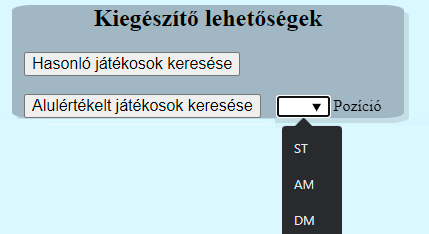 Kiegészítő lehetőségek
Hasonló játékosok keresése
Alulértékelt játékosok keresése Pozíció
ST
AM
DM